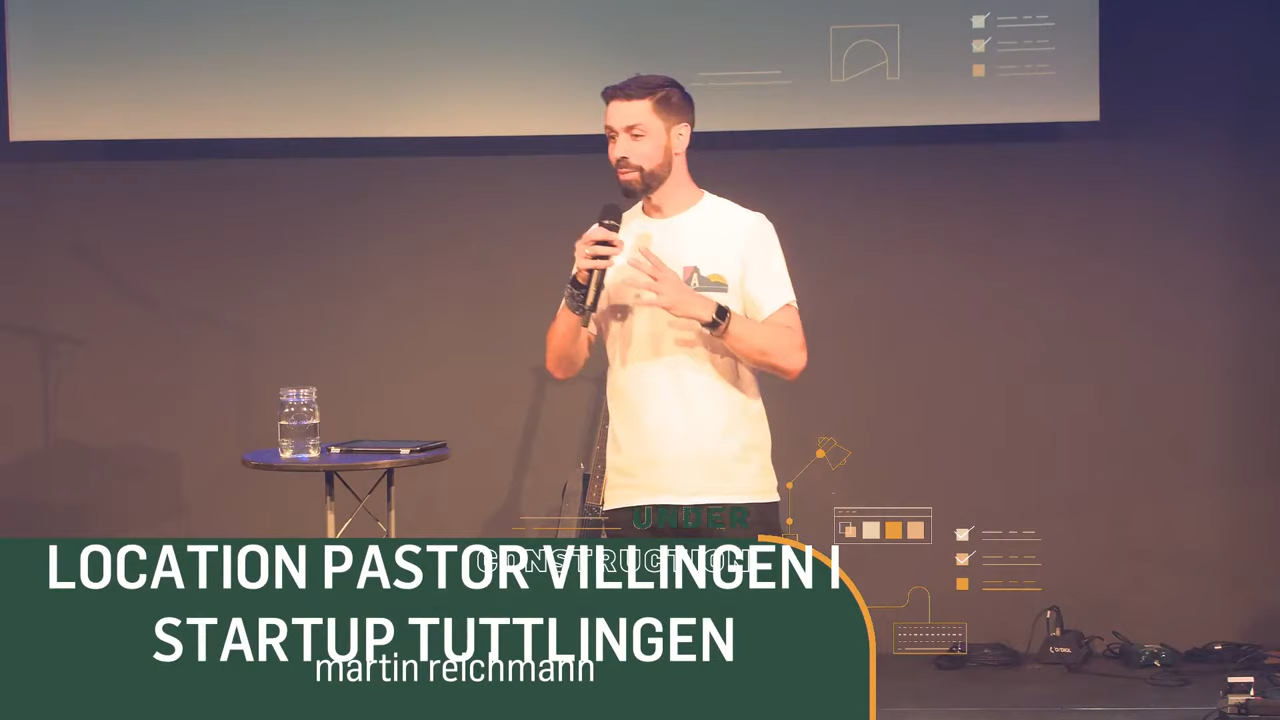 UNDER
CONSTRUCTION
LOCATION PASTOR VILLINGEN I
STARTUP TUTTLINGEN
martin reichmann